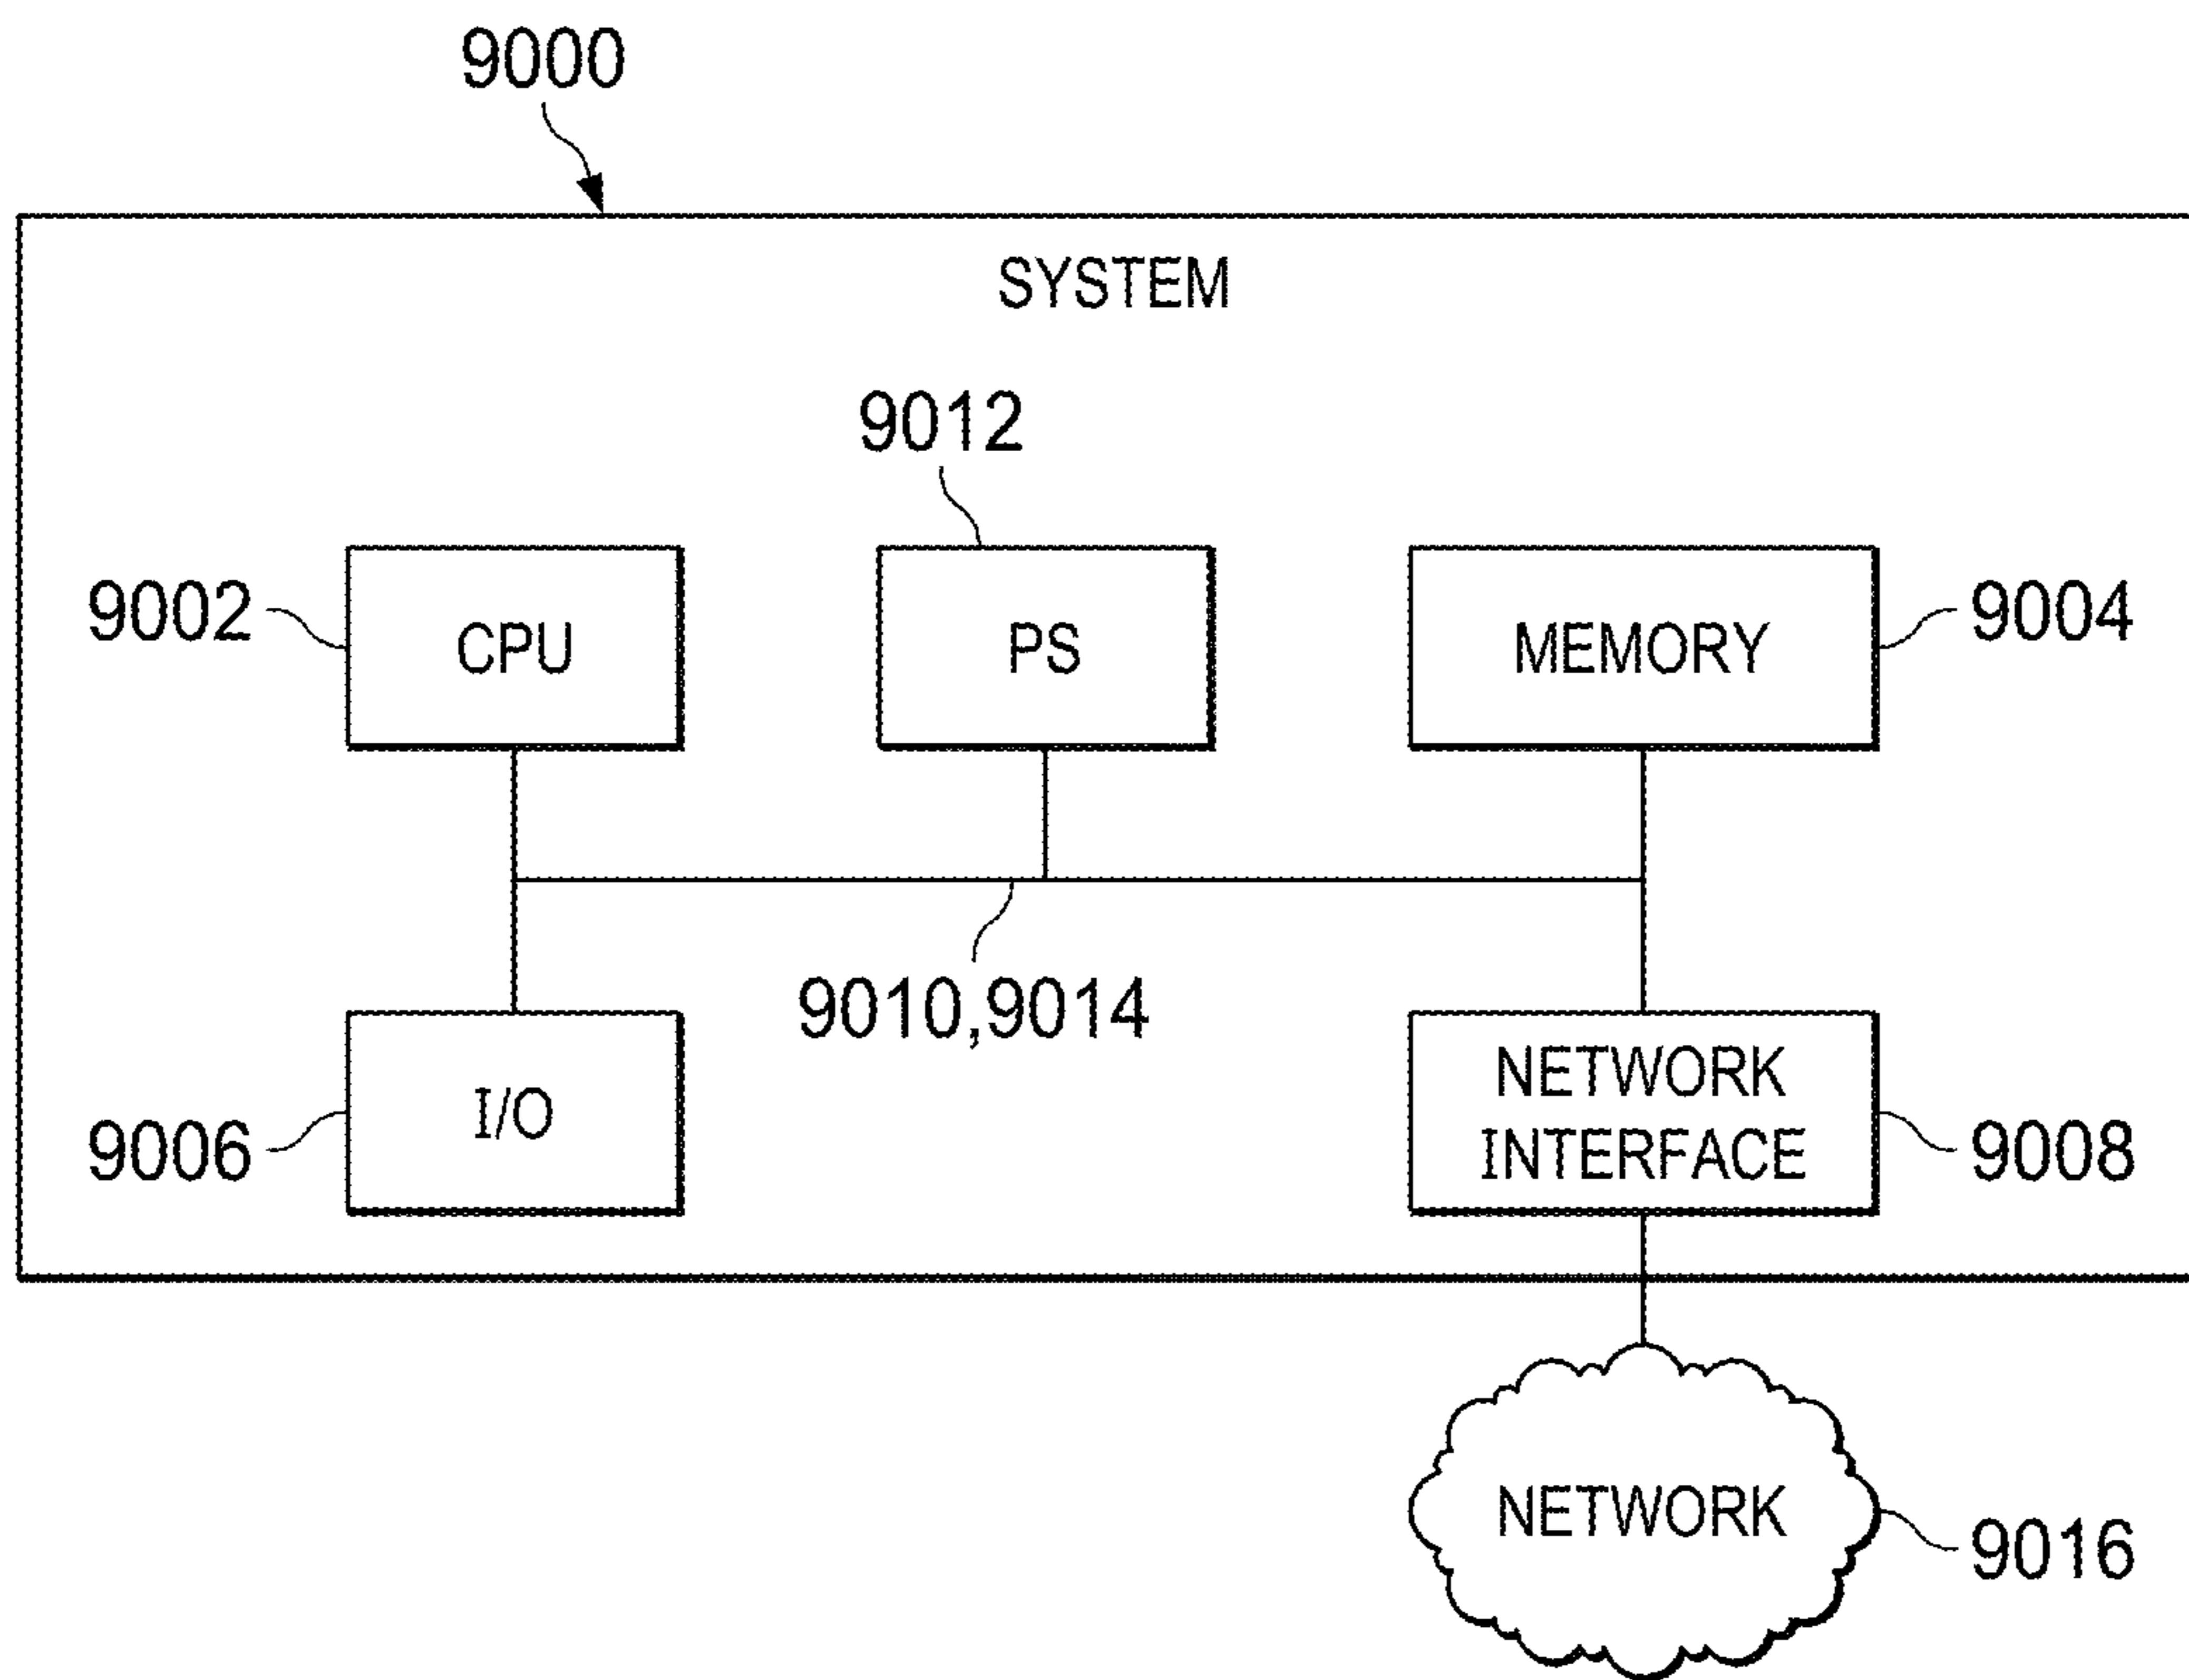 9000
SYSTEM
9012
9002
CPU
PS
MEMORY
9004
9010,9014
9006
I/O
NETWORK
INTERFACE
9008
NETWORK
9016